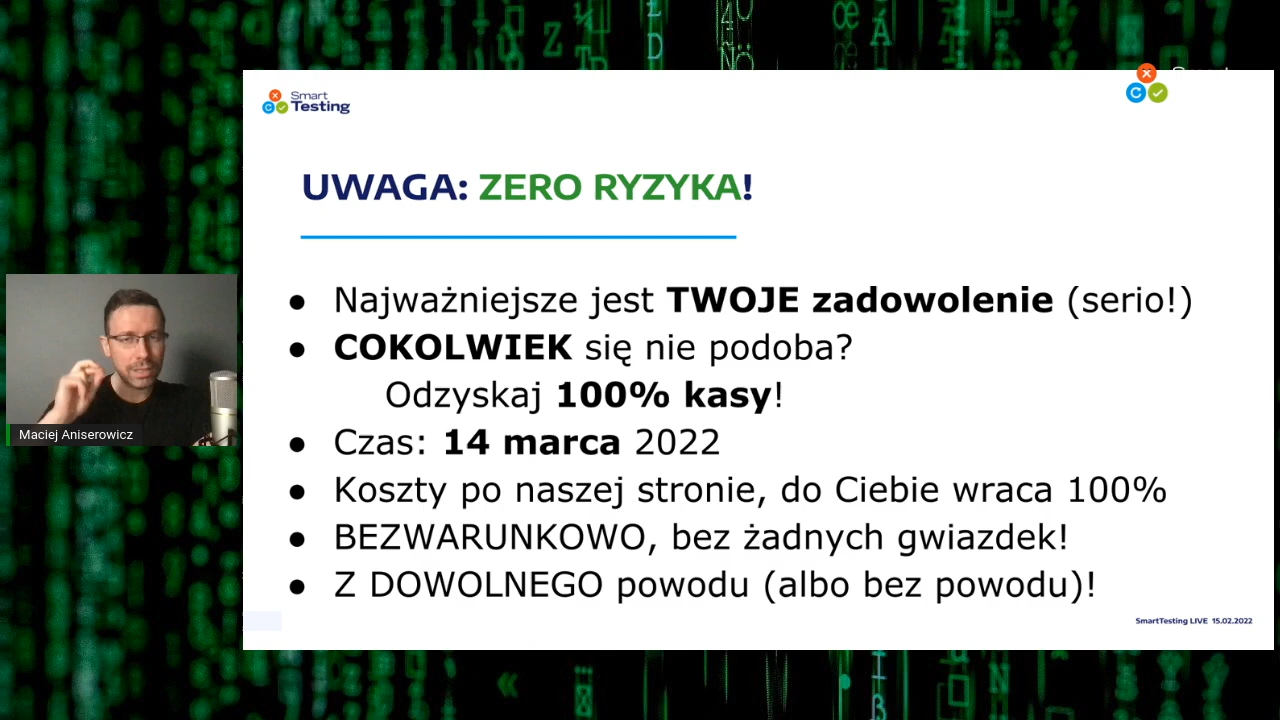 Smart
Testing
UWAGA: ZERO RYZYKA!
● Najważniejsze jest TWOJE zadowolenie (serio!)
● COKOLWIEK się nie podoba?
Odzyskaj 100% kasy!
● Czas: 14 marca 2022
● Koszty po naszej stronie, do Ciebie wraca 100%
● BEZWARUNKOWO, bez żadnych gwiazdek!
● Z DOWOLNEGO powodu (albo bez powodu)!
Maciej Aniserowicz
SmartTesting LIVE 15.02.2022